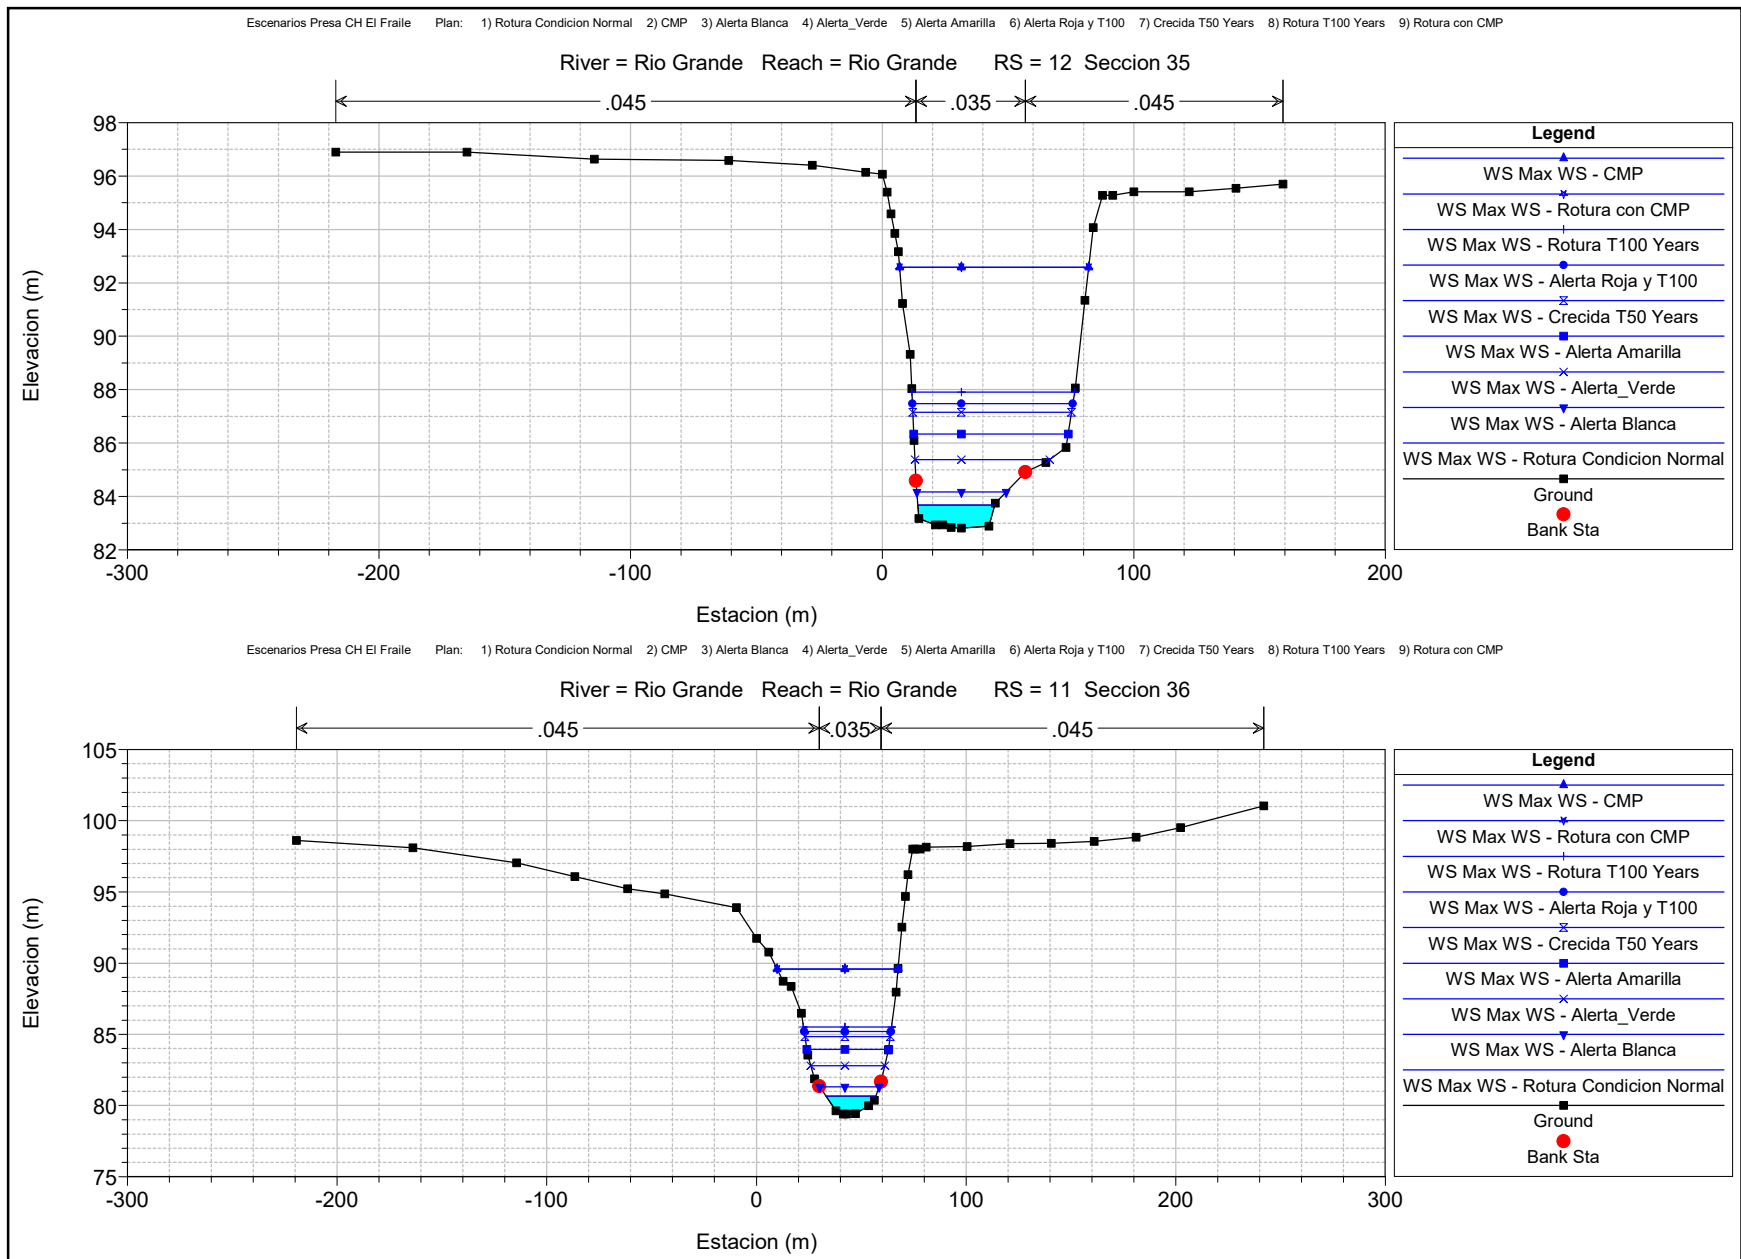 Escenarios Presa CH El Fraile Plan: 1) Rotura Condicion Normal 2) CMP 3) Alerta Blanca 4) Alerta_Verde 5) Alerta Amarilla 6) Alerta Roja y T100 7) Crecida T50 Years 8) Rotura T100 Years 9) Rotura con CMP
River = Rio Grande Reach = Rio Grande RS = 12 Seccion 35
.045 .035 .045
98
96
94
92
90
88
86
84
82
-300 -200 -100 0 100 200
Elevacion (m)
Estacion (m)
Legend
WS Max WS - CMP
WS Max WS - Rotura con CMP
WS Max WS - Rotura T100 Years
WS Max WS - Alerta Roja y T100
WS Max WS - Crecida T50 Years
WS Max WS - Alerta Amarilla
WS Max WS - Alerta_Verde
WS Max WS - Alerta Blanca
WS Max WS - Rotura Condicion Normal
Ground
Bank Sta
Escenarios Presa CH El Fraile Plan: 1) Rotura Condicion Normal 2) CMP 3) Alerta Blanca 4) Alerta_Verde 5) Alerta Amarilla 6) Alerta Roja y T100 7) Crecida T50 Years 8) Rotura T100 Years 9) Rotura con CMP
River = Rio Grande Reach = Rio Grande RS = 11 Seccion 36
.045 .035 .045
105
100
95
90
85
80
75
-300 -200 -100 0 100 200 300
Elevacion (m)
Estacion (m)
Legend
WS Max WS - CMP
WS Max WS - Rotura con CMP
WS Max WS - Rotura T100 Years
WS Max WS - Alerta Roja y T100
WS Max WS - Crecida T50 Years
WS Max WS - Alerta Amarilla
WS Max WS - Alerta_Verde
WS Max WS - Alerta Blanca
WS Max WS - Rotura Condicion Normal
Ground
Bank Sta